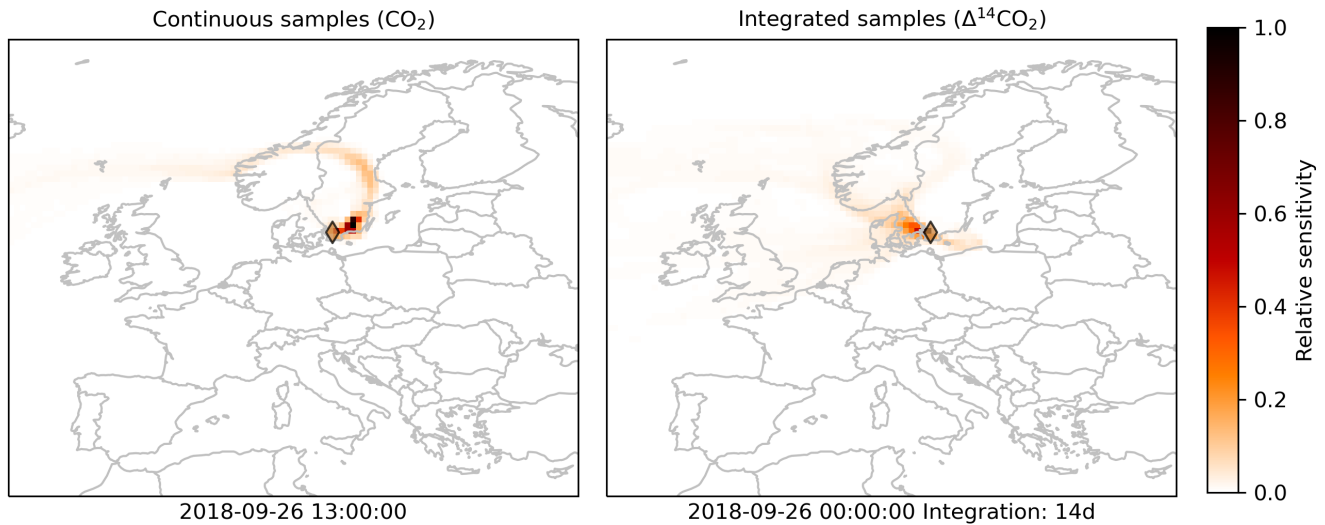 Continuous samples (CO₂)
Integrated samples (Δ¹⁴CO₂)
1.0
0.8
0.6
0.4
0.2
0.0
Relative sensitivity
2018-09-26 13:00:00
2018-09-26 00:00:00 Integration: 14d